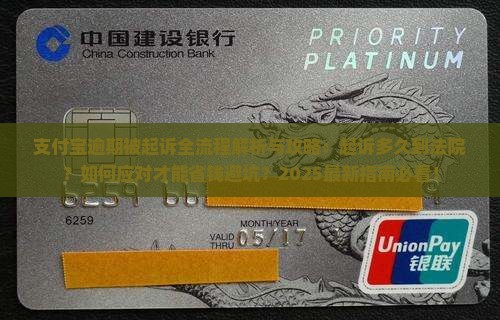 中国建设银行
China Construction Bank
PRIORITY
PLATINUM
支付宝逾期被起诉全流程解析与攻略：起诉多久到法院
？如何应对才能省钱避坑？2025最新指南必看！
6259 65
6259
MONTH/YEAR
VALID
THRU
05/17
UnionPay
银联